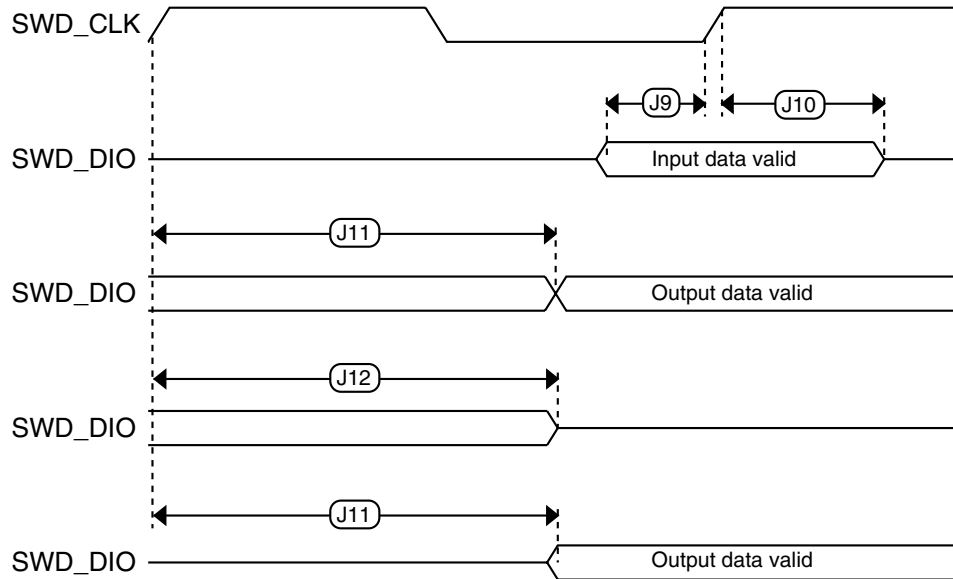 SWD_CLK
J9
J10
SWD_DIO
Input data valid
J11
SWD_DIO
Output data valid
J12
SWD_DIO
J11
SWD_DIO
Output data valid